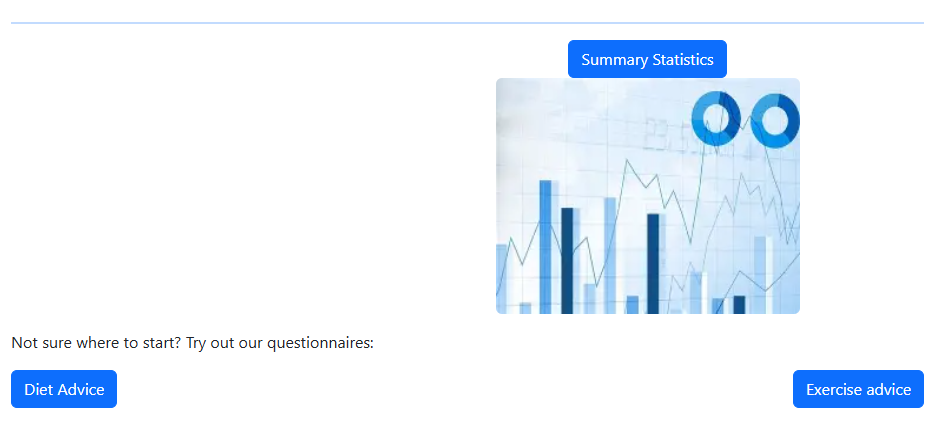 Summary Statistics
Not sure where to start? Try out our questionnaires:
Diet Advice
Exercise advice